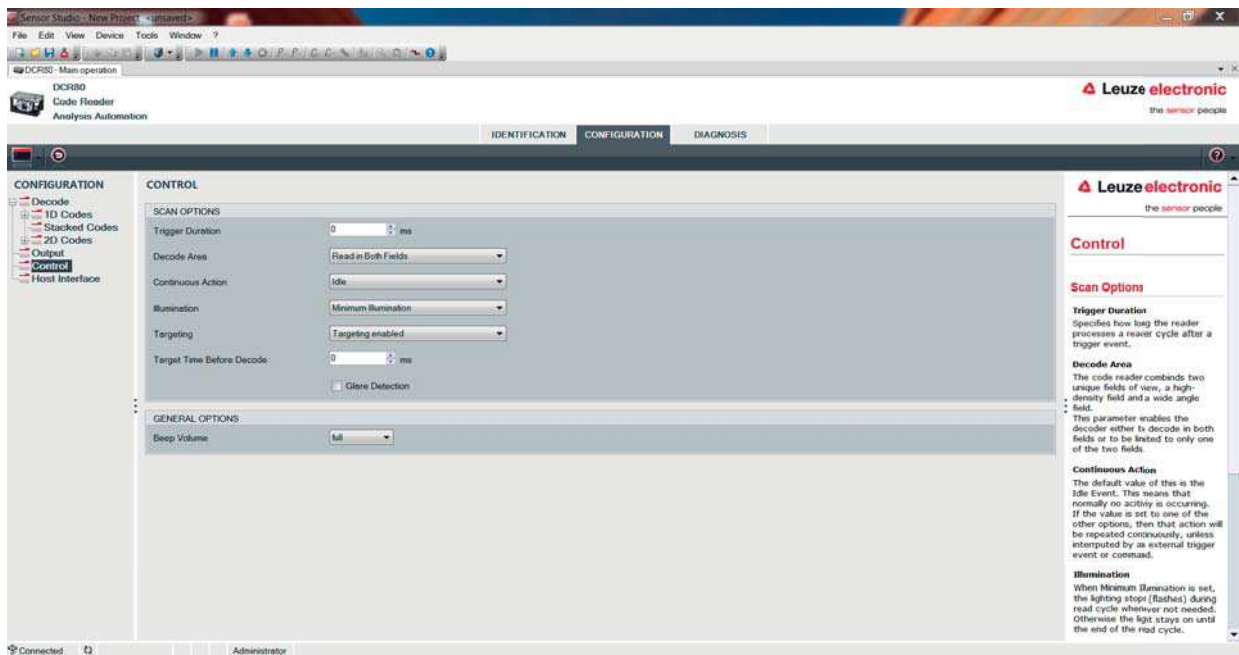 Sensor Studio - New Project <unsaved>
File Edit View Device Tools Window ?
DCR80 - Main operation
DCR80
Code Reader
Analysis Automation
Leuze electronic
the sensor people
IDENTIFICATION CONFIGURATION DIAGNOSIS
CONFIGURATION
Decode
1D Codes
Stacked Codes
2D Codes
Output
Control
Host Interface
CONTROL
SCAN OPTIONS
Trigger Duration 0 ms
Decode Area Read in Both Fields
Continuous Action Idle
Illumination Minimum Illumination
Targeting Targeting enabled
Target Time Before Decode 0 ms
Glare Detection
GENERAL OPTIONS
Beep Volume full
Leuze electronic
the sensor people
Control
Scan Options
Trigger Duration
Specifies how long the reader
processes a reader cycle after a
trigger event.
Decode Area
The code reader combinds two
unique fields of view, a high-
density field and a wide angle
field.
This parameter enables the
decoder either to decode in both
fields or to be limited to only one
of the two fields.
Continuous Action
The default value of this is the
Idle Event. This means that
normally no acitiviy is occurring.
If the value is set to one of the
other options, then that action will
be repeated continuously, unless
interrputed by as external trigger
event or command.
Illumination
When Minimum Ilumination is set,
the lighting stops (flashes) during
read cycle whenever not needed.
Otherwise the light stays on until
the end of the read cycle.
Connected Administrator